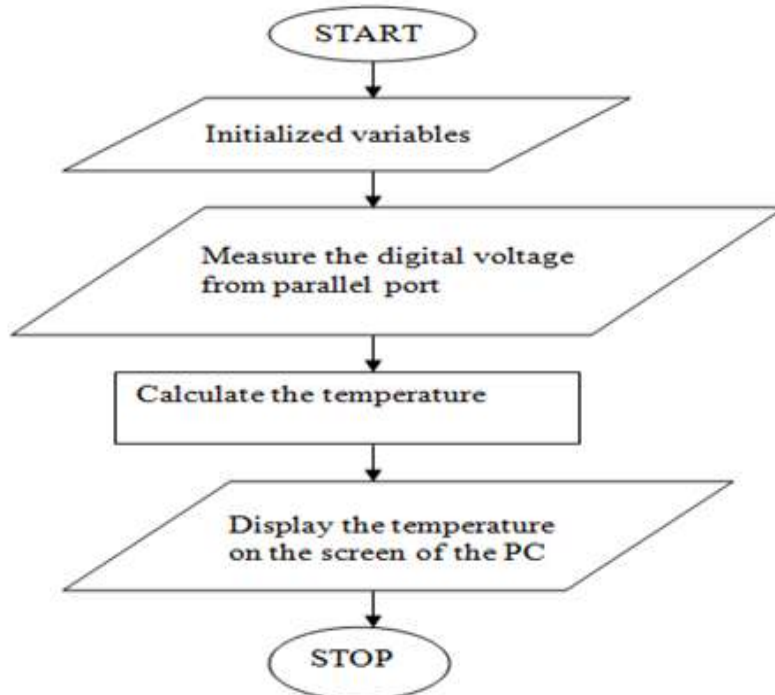 START
Initialized variables
Measure the digital voltage
from parallel port
Calculate the temperature
Display the temperature
on the screen of the PC
STOP